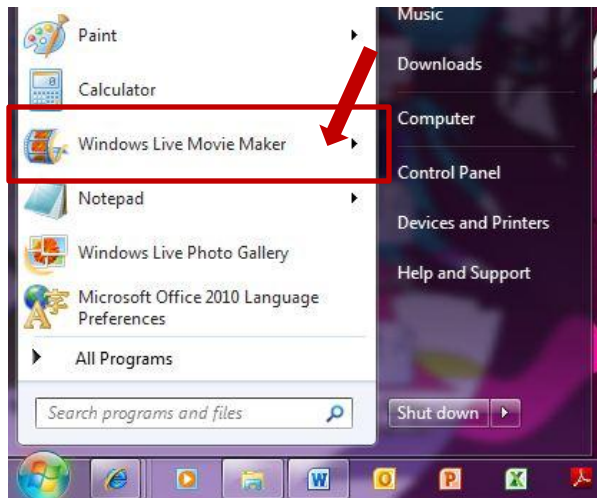 Paint
Calculator
Windows Live Movie Maker
Notepad
Windows Live Photo Gallery
Microsoft Office 2010 Language
Preferences
All Programs
Search programs and files
Music
Downloads
Computer
Control Panel
Devices and Printers
Help and Support
Shut down